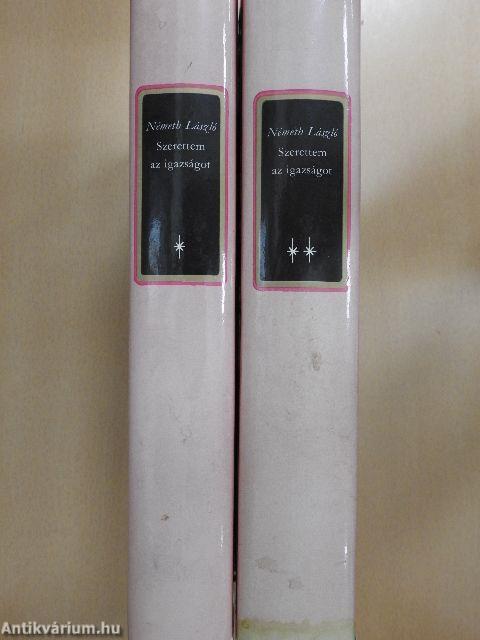 Németh László
Szerettem
az igazságot
Németh László
Szerettem
az igazságot
Antikvárium.hu